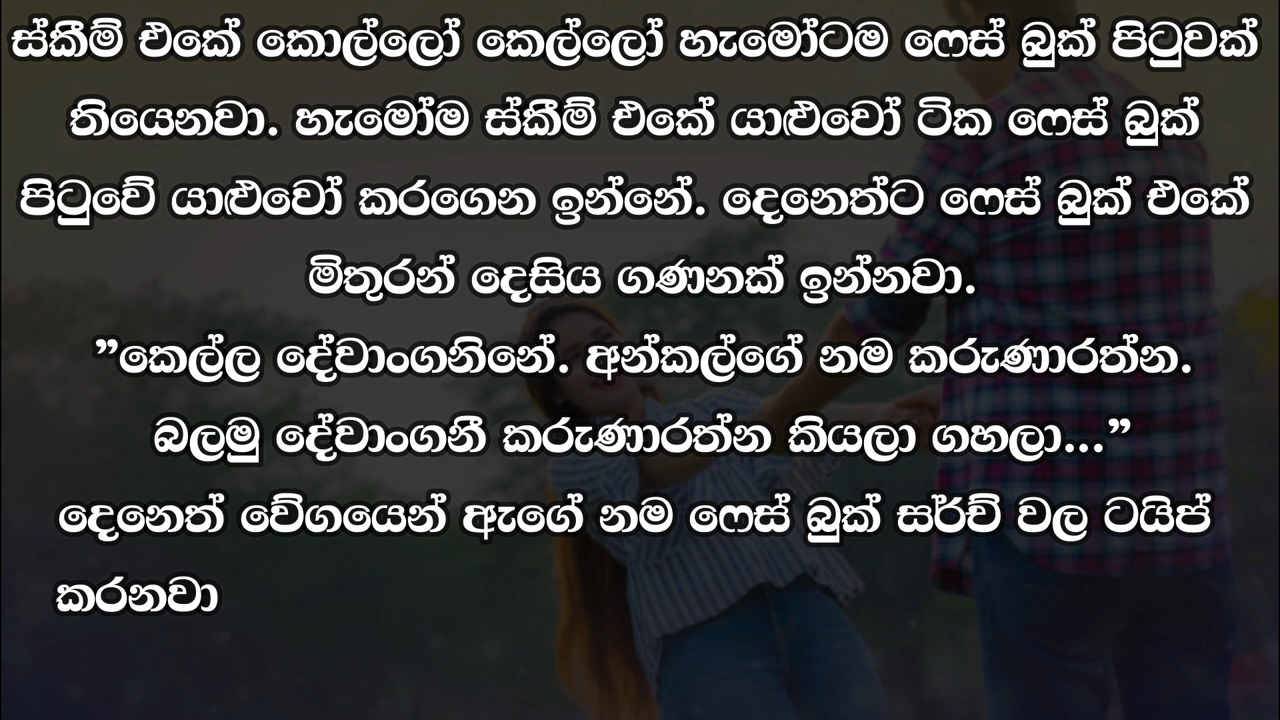 ස්කීම් එකේ කොල්ලෝ කෙල්ලෝ හැමෝටම ෆෙස් බුක් පිටුවක්
තියෙනවා. හැමෝම ස්කීම් එකේ යාළුවෝ ටික ෆෙස් බුක්
පිටුවේ යාළුවෝ කරගෙන ඉන්නේ. දෙනෙත්ට ෆෙස් බුක් එකේ
මිතුරන් දෙසිය ගණනක් ඉන්නවා.
”කෙල්ල දේවාංගනිනේ. අන්කල්ගේ නම කරුණාරත්න.
බලමු දේවාංගනී කරුණාරත්න කියලා ගහලා...”
දෙනෙත් වේගයෙන් ඇගේ නම ෆෙස් බුක් සර්ච් වල ටයිප්
කරනවා